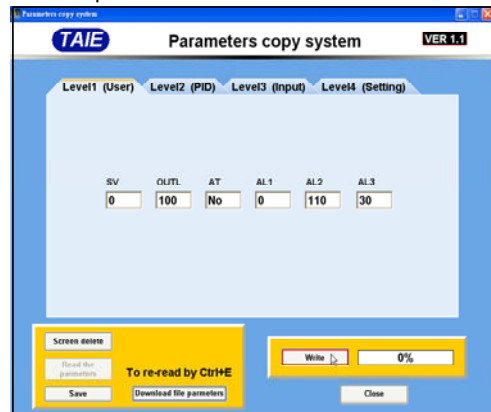 Parameters copy system
TAIE
Parameters copy system
VER 1.1
Level1 (User)
Level2 (PID)
Level3 (Input)
Level4 (Setting)
SV OUTL AT AL1 AL2 AL3
0 100 No 0 110 30
Screen delete
Read the parmeters
To re-read by Ctrl+E
Save
Download file parmeters
Write
0%
Close